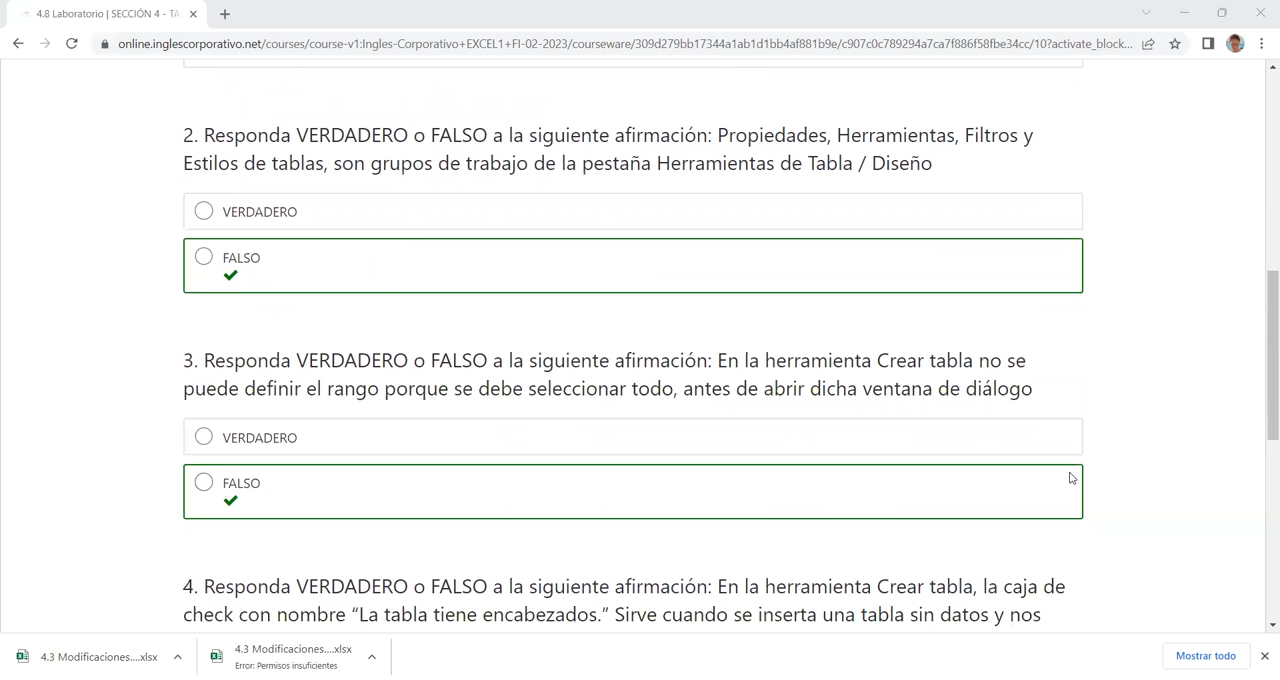 4.8 Laboratorio | SECCIÓN 4 - TA
online.inglescorporativo.net/courses/course-v1:Ingles-Corporativo+EXCEL1+FI-02-2023/courseware/309d279bb17344a1ab1d1bb4af981b9e/c907c0c789294a7ca7f886f58fbe34cc/10?activate_block...
2. Responda VERDADERO o FALSO a la siguiente afirmación: Propiedades, Herramientas, Filtros y
Estilos de tablas, son grupos de trabajo de la pestaña Herramientas de Tabla / Diseño
VERDADERO
FALSO
3. Responda VERDADERO o FALSO a la siguiente afirmación: En la herramienta Crear tabla no se
puede definir el rango porque se debe seleccionar todo, antes de abrir dicha ventana de diálogo
VERDADERO
FALSO
4. Responda VERDADERO o FALSO a la siguiente afirmación: En la herramienta Crear tabla, la caja de
check con nombre “La tabla tiene encabezados.” Sirve cuando se inserta una tabla sin datos y nos
4.3 Modificaciones....xlsx
4.3 Modificaciones....xlsx
Error: Permisos insuficientes
Mostrar todo